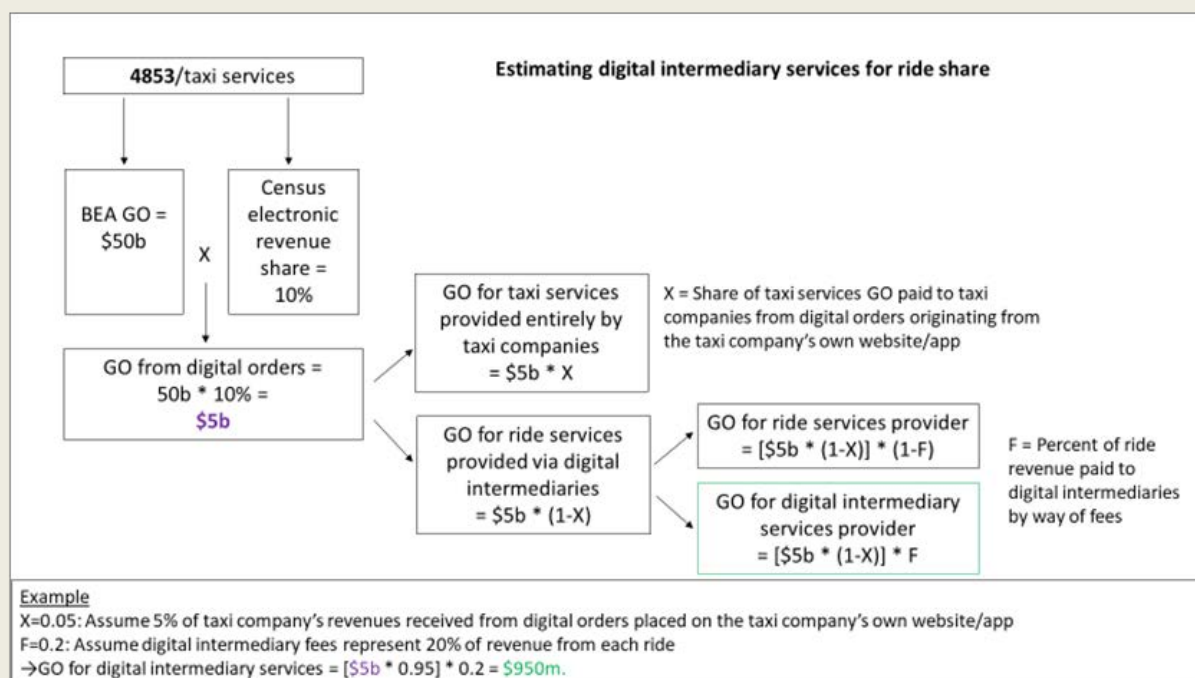 4853/taxi services
Estimating digital intermediary services for ride share
BEA GO =
$50b
X
Census
electronic
revenue
share =
10%
GO from digital orders =
50b * 10% =
$5b
GO for taxi services
provided entirely by
taxi companies
= $5b * X
X = Share of taxi services GO paid to taxi
companies from digital orders originating from
the taxi company's own website/app
GO for ride services
provided via digital
intermediaries
= $5b * (1-X)
GO for ride services provider
= [$5b * (1-X)] * (1-F)
GO for digital intermediary
services provider
= [$5b * (1-X)] * F
F = Percent of ride
revenue paid to
digital intermediaries
by way of fees
Example
X=0.05: Assume 5% of taxi company's revenues received from digital orders placed on the taxi company's own website/app
F=0.2: Assume digital intermediary fees represent 20% of revenue from each ride
→GO for digital intermediary services = [$5b * 0.95] * 0.2 = $950m.